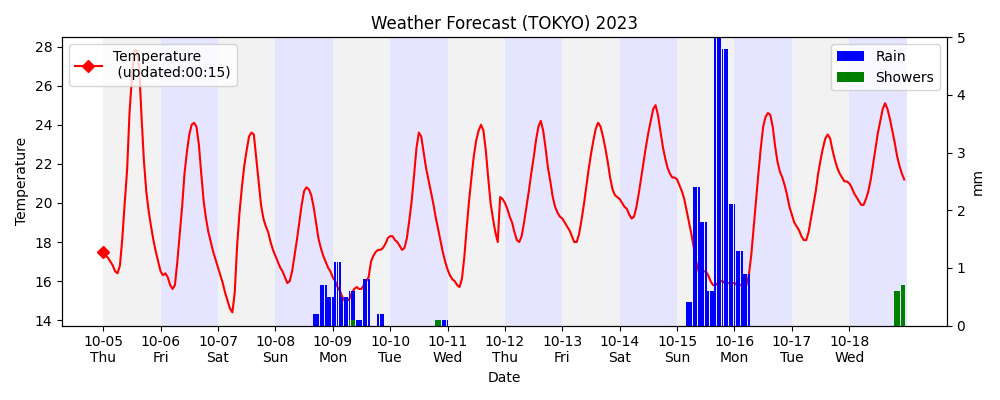 Weather Forecast (TOKYO) 2023
Temperature
(updated:00:15)
Rain
Showers
28
26
24
22
20
18
16
14
Temperature
5
4
3
2
1
0
mm
10-05 10-06 10-07 10-08 10-09 10-10 10-11 10-12 10-13 10-14 10-15 10-16 10-17 10-18
Thu Fri Sat Sun Mon Tue Wed Thu Fri Sat Sun Mon Tue Wed
Date